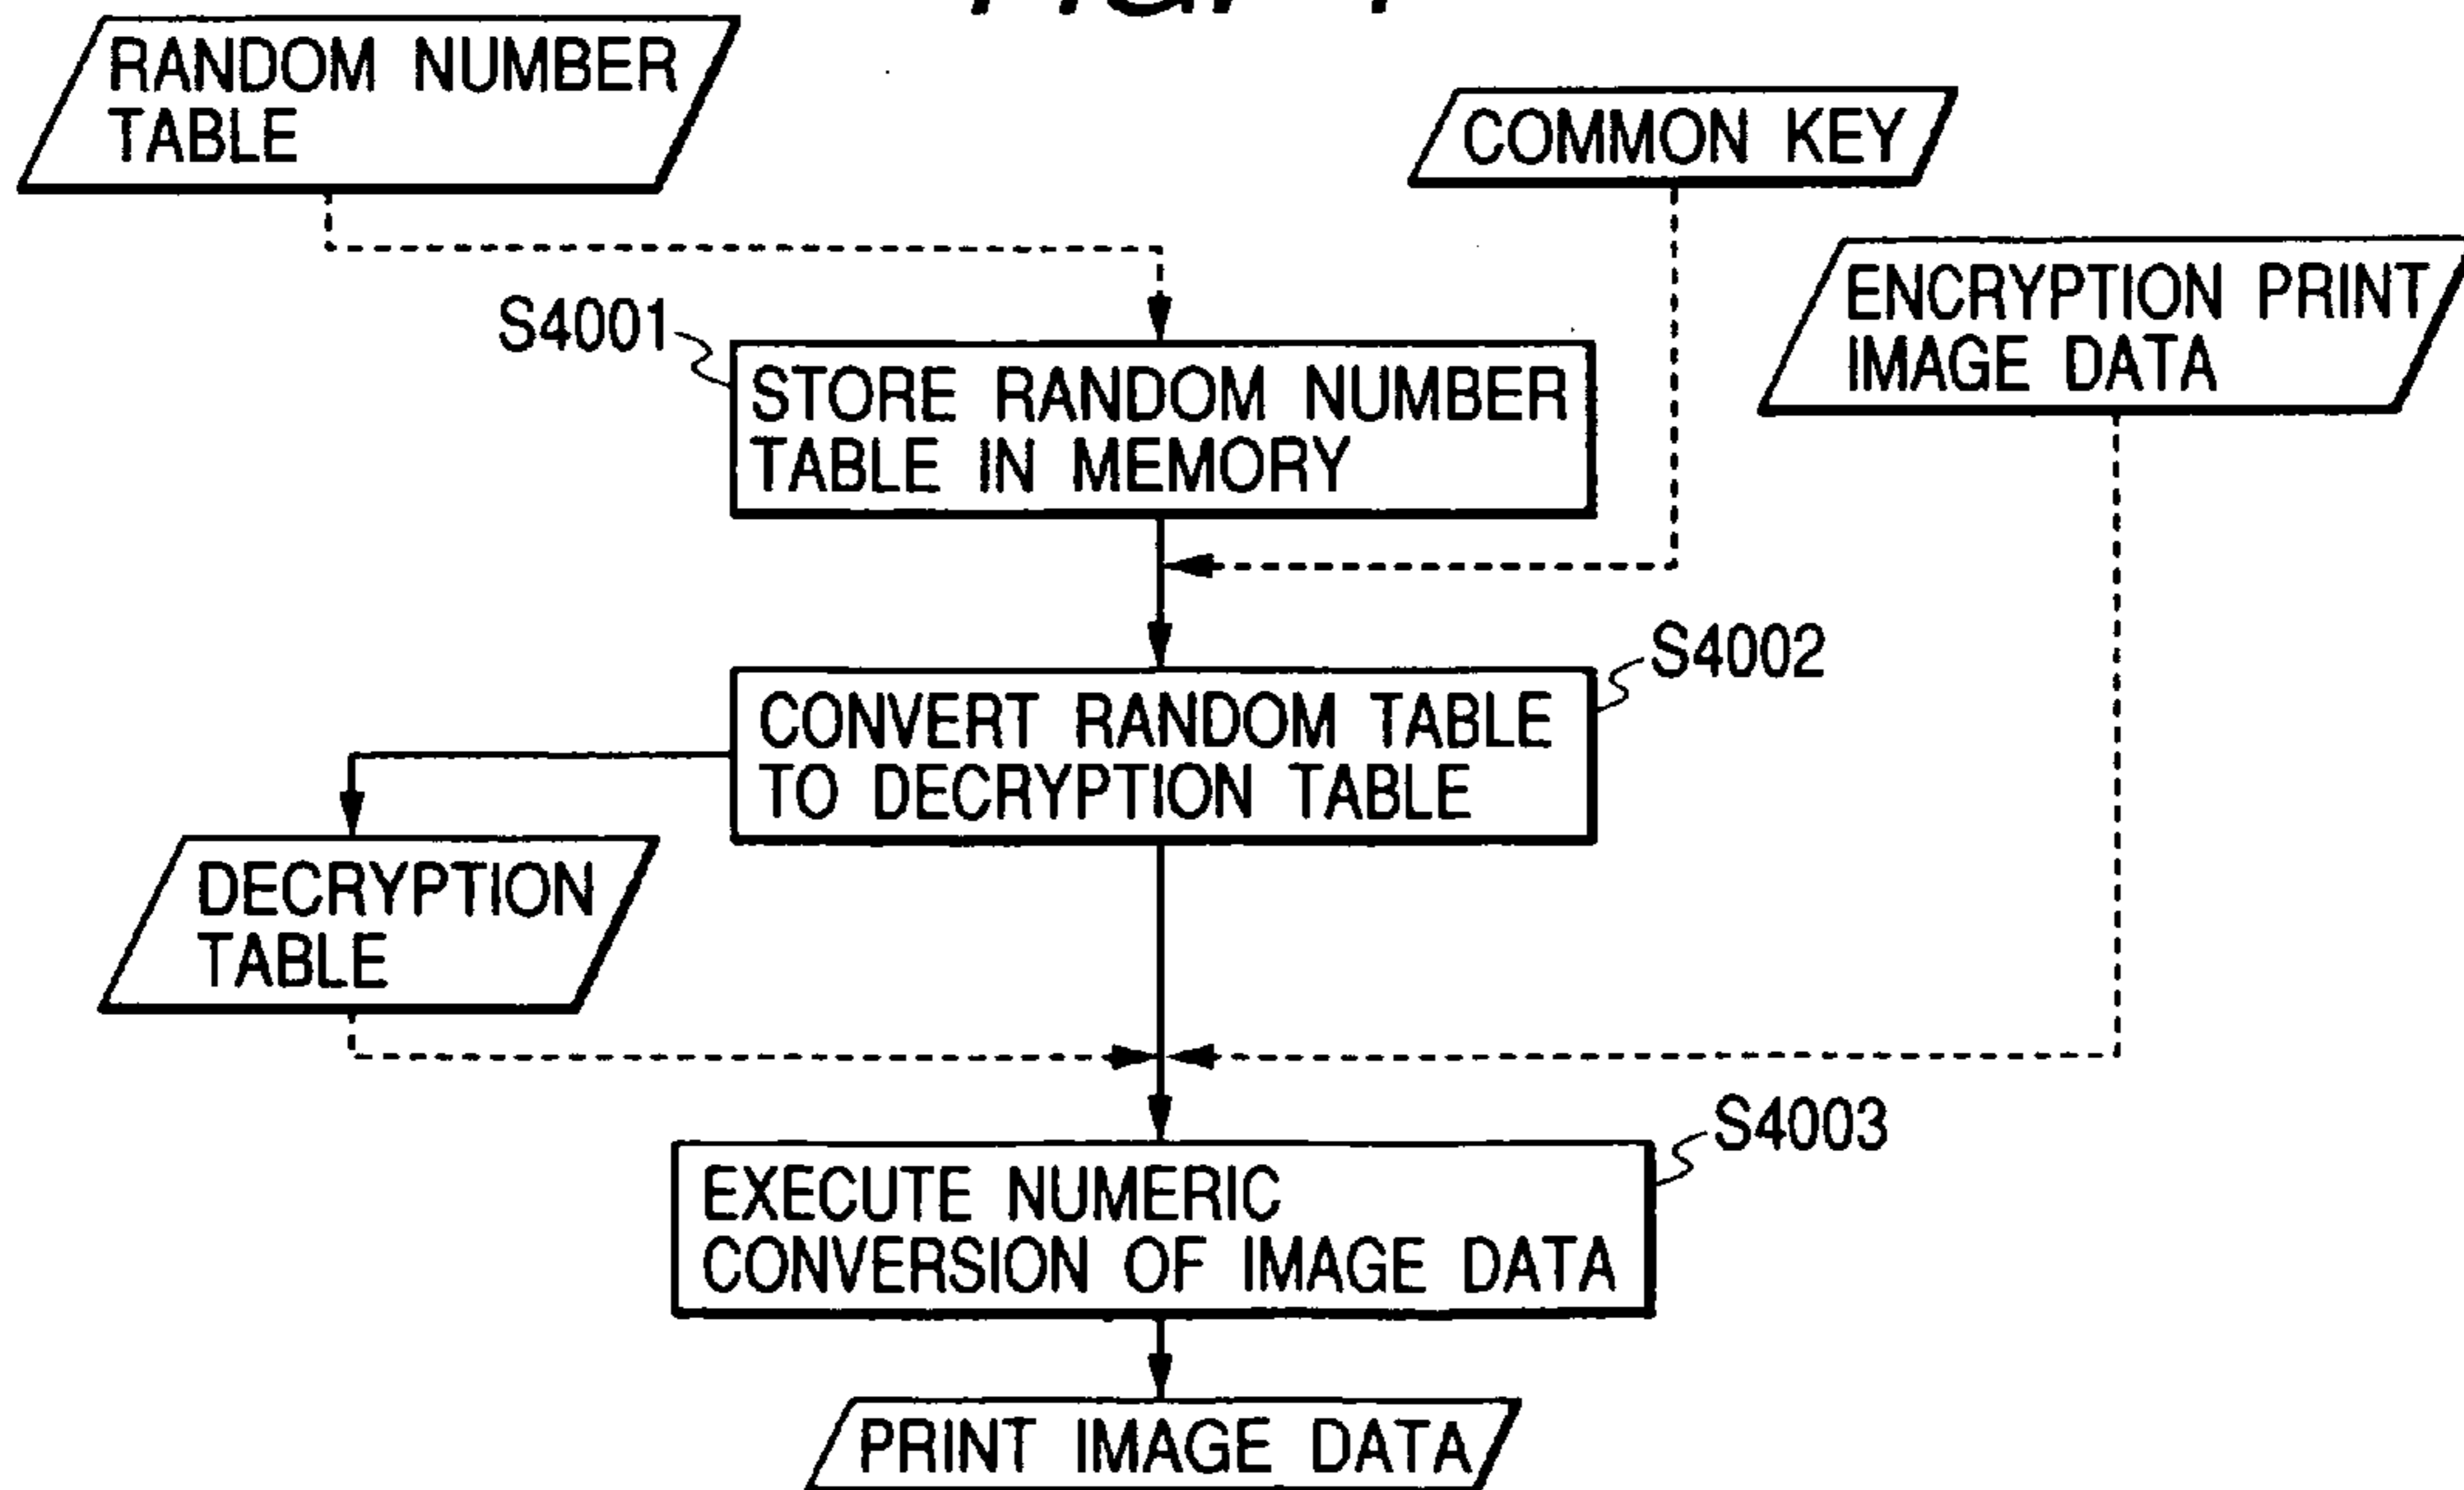 RANDOM NUMBER
TABLE
COMMON KEY
ENCRYPTION PRINT
IMAGE DATA
S4001
STORE RANDOM NUMBER
TABLE IN MEMORY
S4002
CONVERT RANDOM TABLE
TO DECRYPTION TABLE
DECRYPTION
TABLE
S4003
EXECUTE NUMERIC
CONVERSION OF IMAGE DATA
PRINT IMAGE DATA